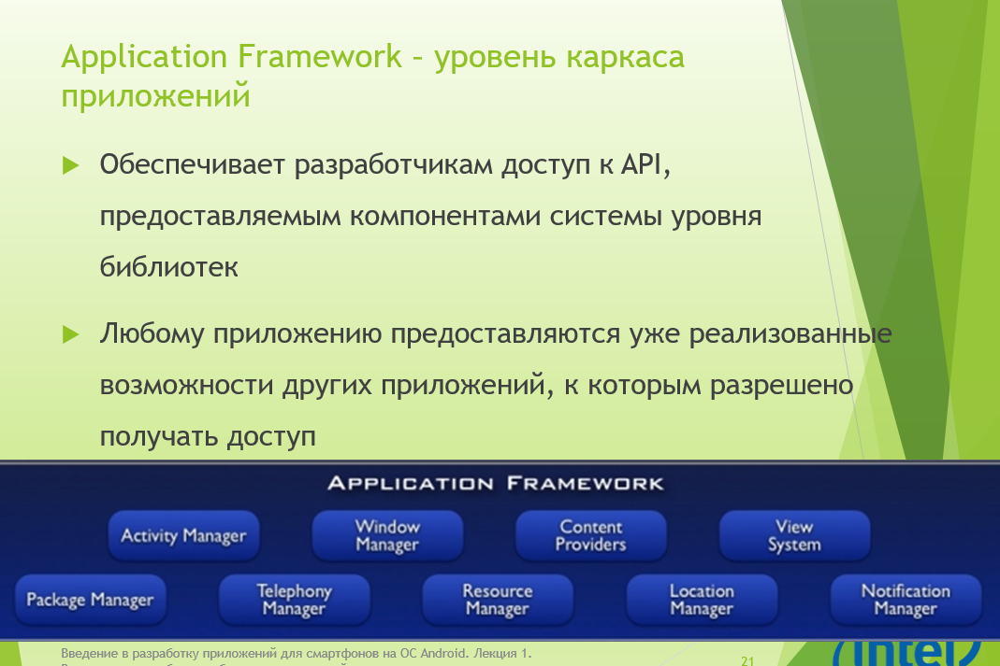 Application Framework – уровень каркаса
приложений
Обеспечивает разработчикам доступ к API,
предоставляемым компонентами системы уровня
библиотек
Любому приложению предоставляются уже реализованные
возможности других приложений, к которым разрешено
получать доступ
APPLICATION FRAMEWORK
Activity Manager
Window
Manager
Content
Providers
View
System
Package Manager
Telephony
Manager
Resource
Manager
Location
Manager
Notification
Manager
Введение в разработку приложений для смартфонов на ОС Android. Лекция 1.
21
intel